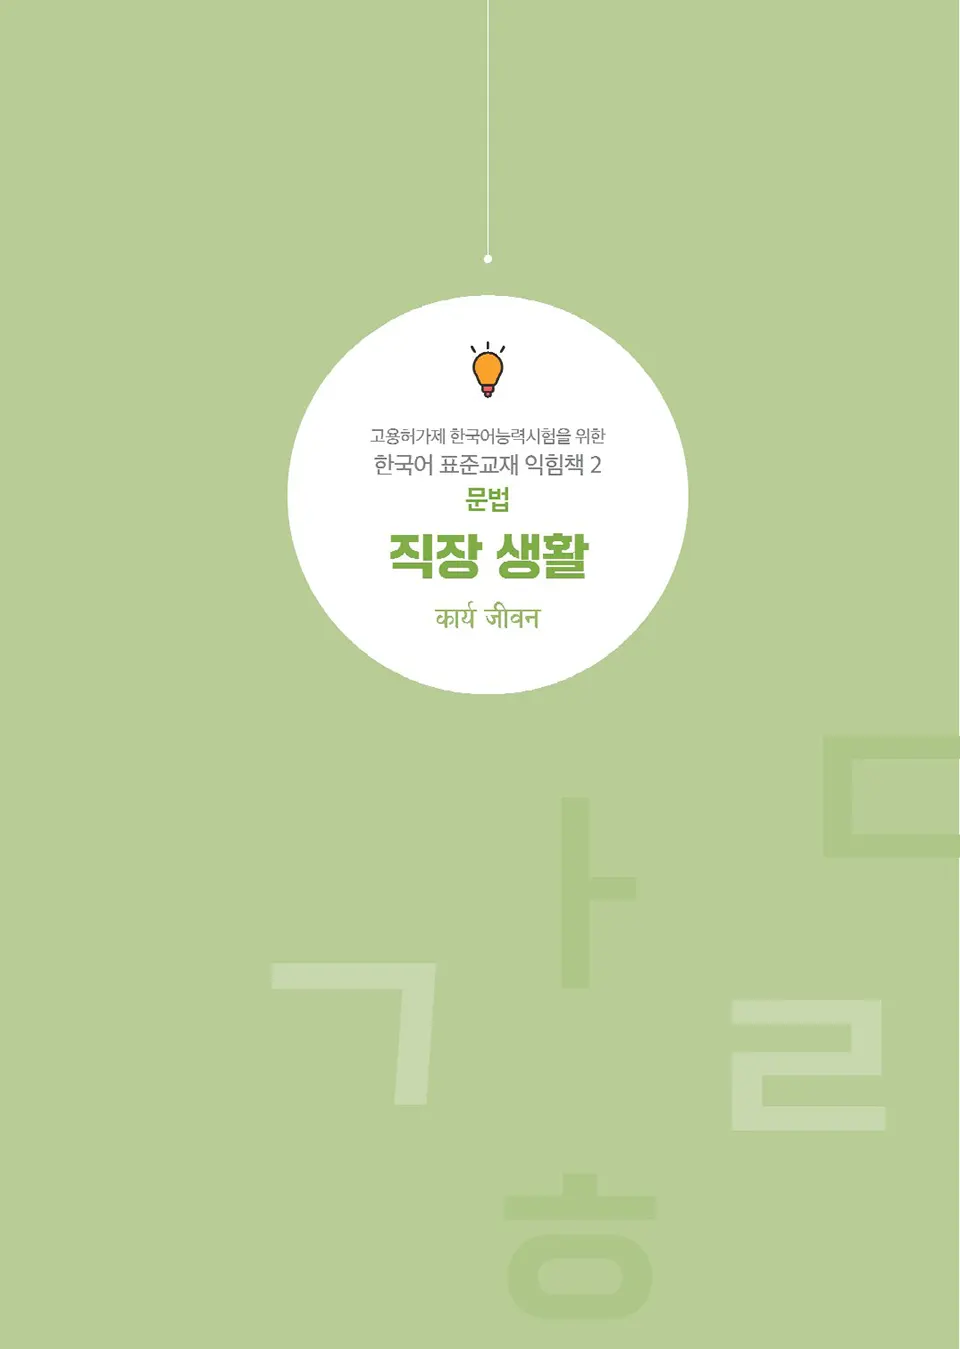 고용허가제 한국어능력시험을 위한
한국어 표준교재 익힘책 2
문법
직장 생활
कार्य जीवन
ㅁ
ㅏ
ㄱ
ㄹ
ㅎ